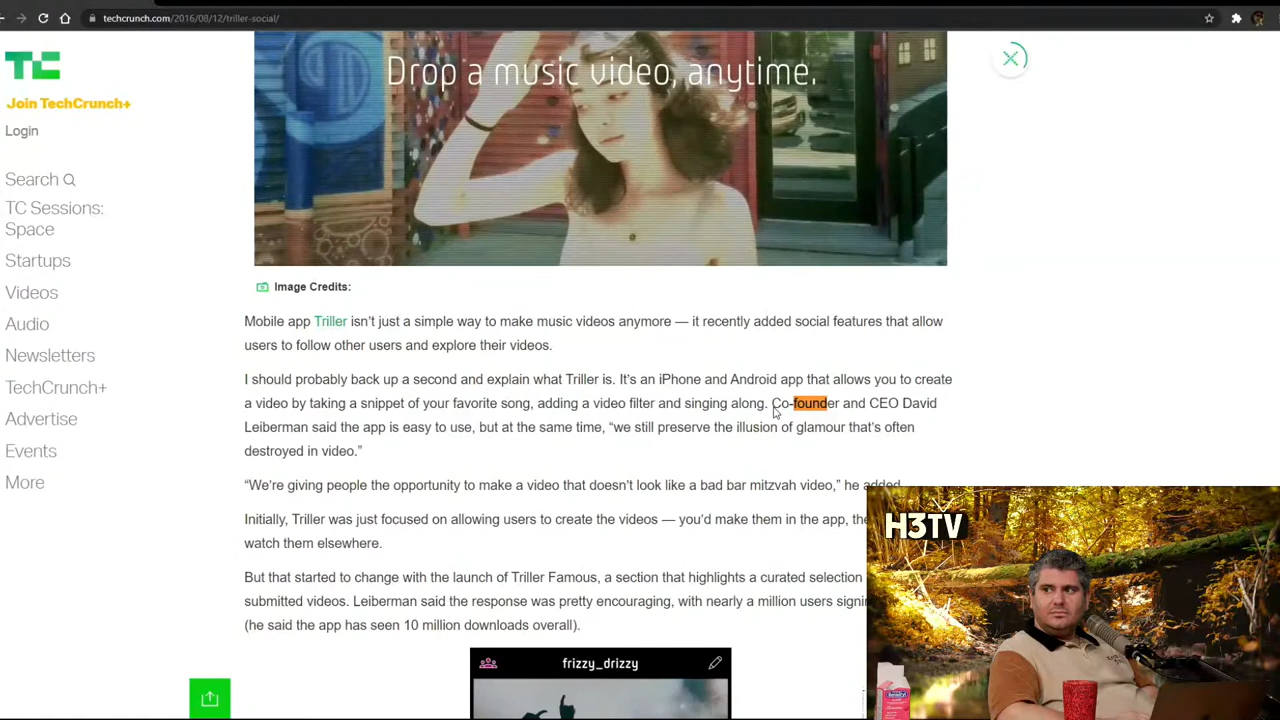 techcrunch.com/2016/08/12/triller-social/
TC
Join TechCrunch+
Login
Search
TC Sessions:
Space
Startups
Videos
Audio
Newsletters
TechCrunch+
Advertise
Events
More
Drop a music video, anytime.
Image Credits:
Mobile app Triller isn’t just a simple way to make music videos anymore — it recently added social features that allow
users to follow other users and explore their videos.
I should probably back up a second and explain what Triller is. It’s an iPhone and Android app that allows you to create
a video by taking a snippet of your favorite song, adding a video filter and singing along. Co-founder and CEO David
Leiberman said the app is easy to use, but at the same time, “we still preserve the illusion of glamour that’s often
destroyed in video.”
“We’re giving people the opportunity to make a video that doesn’t look like a bad bar mitzvah video,” he added.
Initially, Triller was just focused on allowing users to create the videos — you’d make them in the app,
watch them elsewhere.
But that started to change with the launch of Triller Famous, a section that highlights a curated selection
submitted videos. Leiberman said the response was pretty encouraging, with nearly a million users
(he said the app has seen 10 million downloads overall).
frizzy_drizzy
H3TV